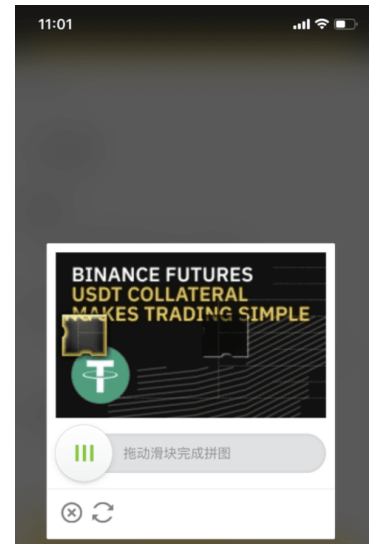 11:01
BINANCE FUTURES
USDT COLLATERAL
MAKES TRADING SIMPLE
拖动滑块完成拼图